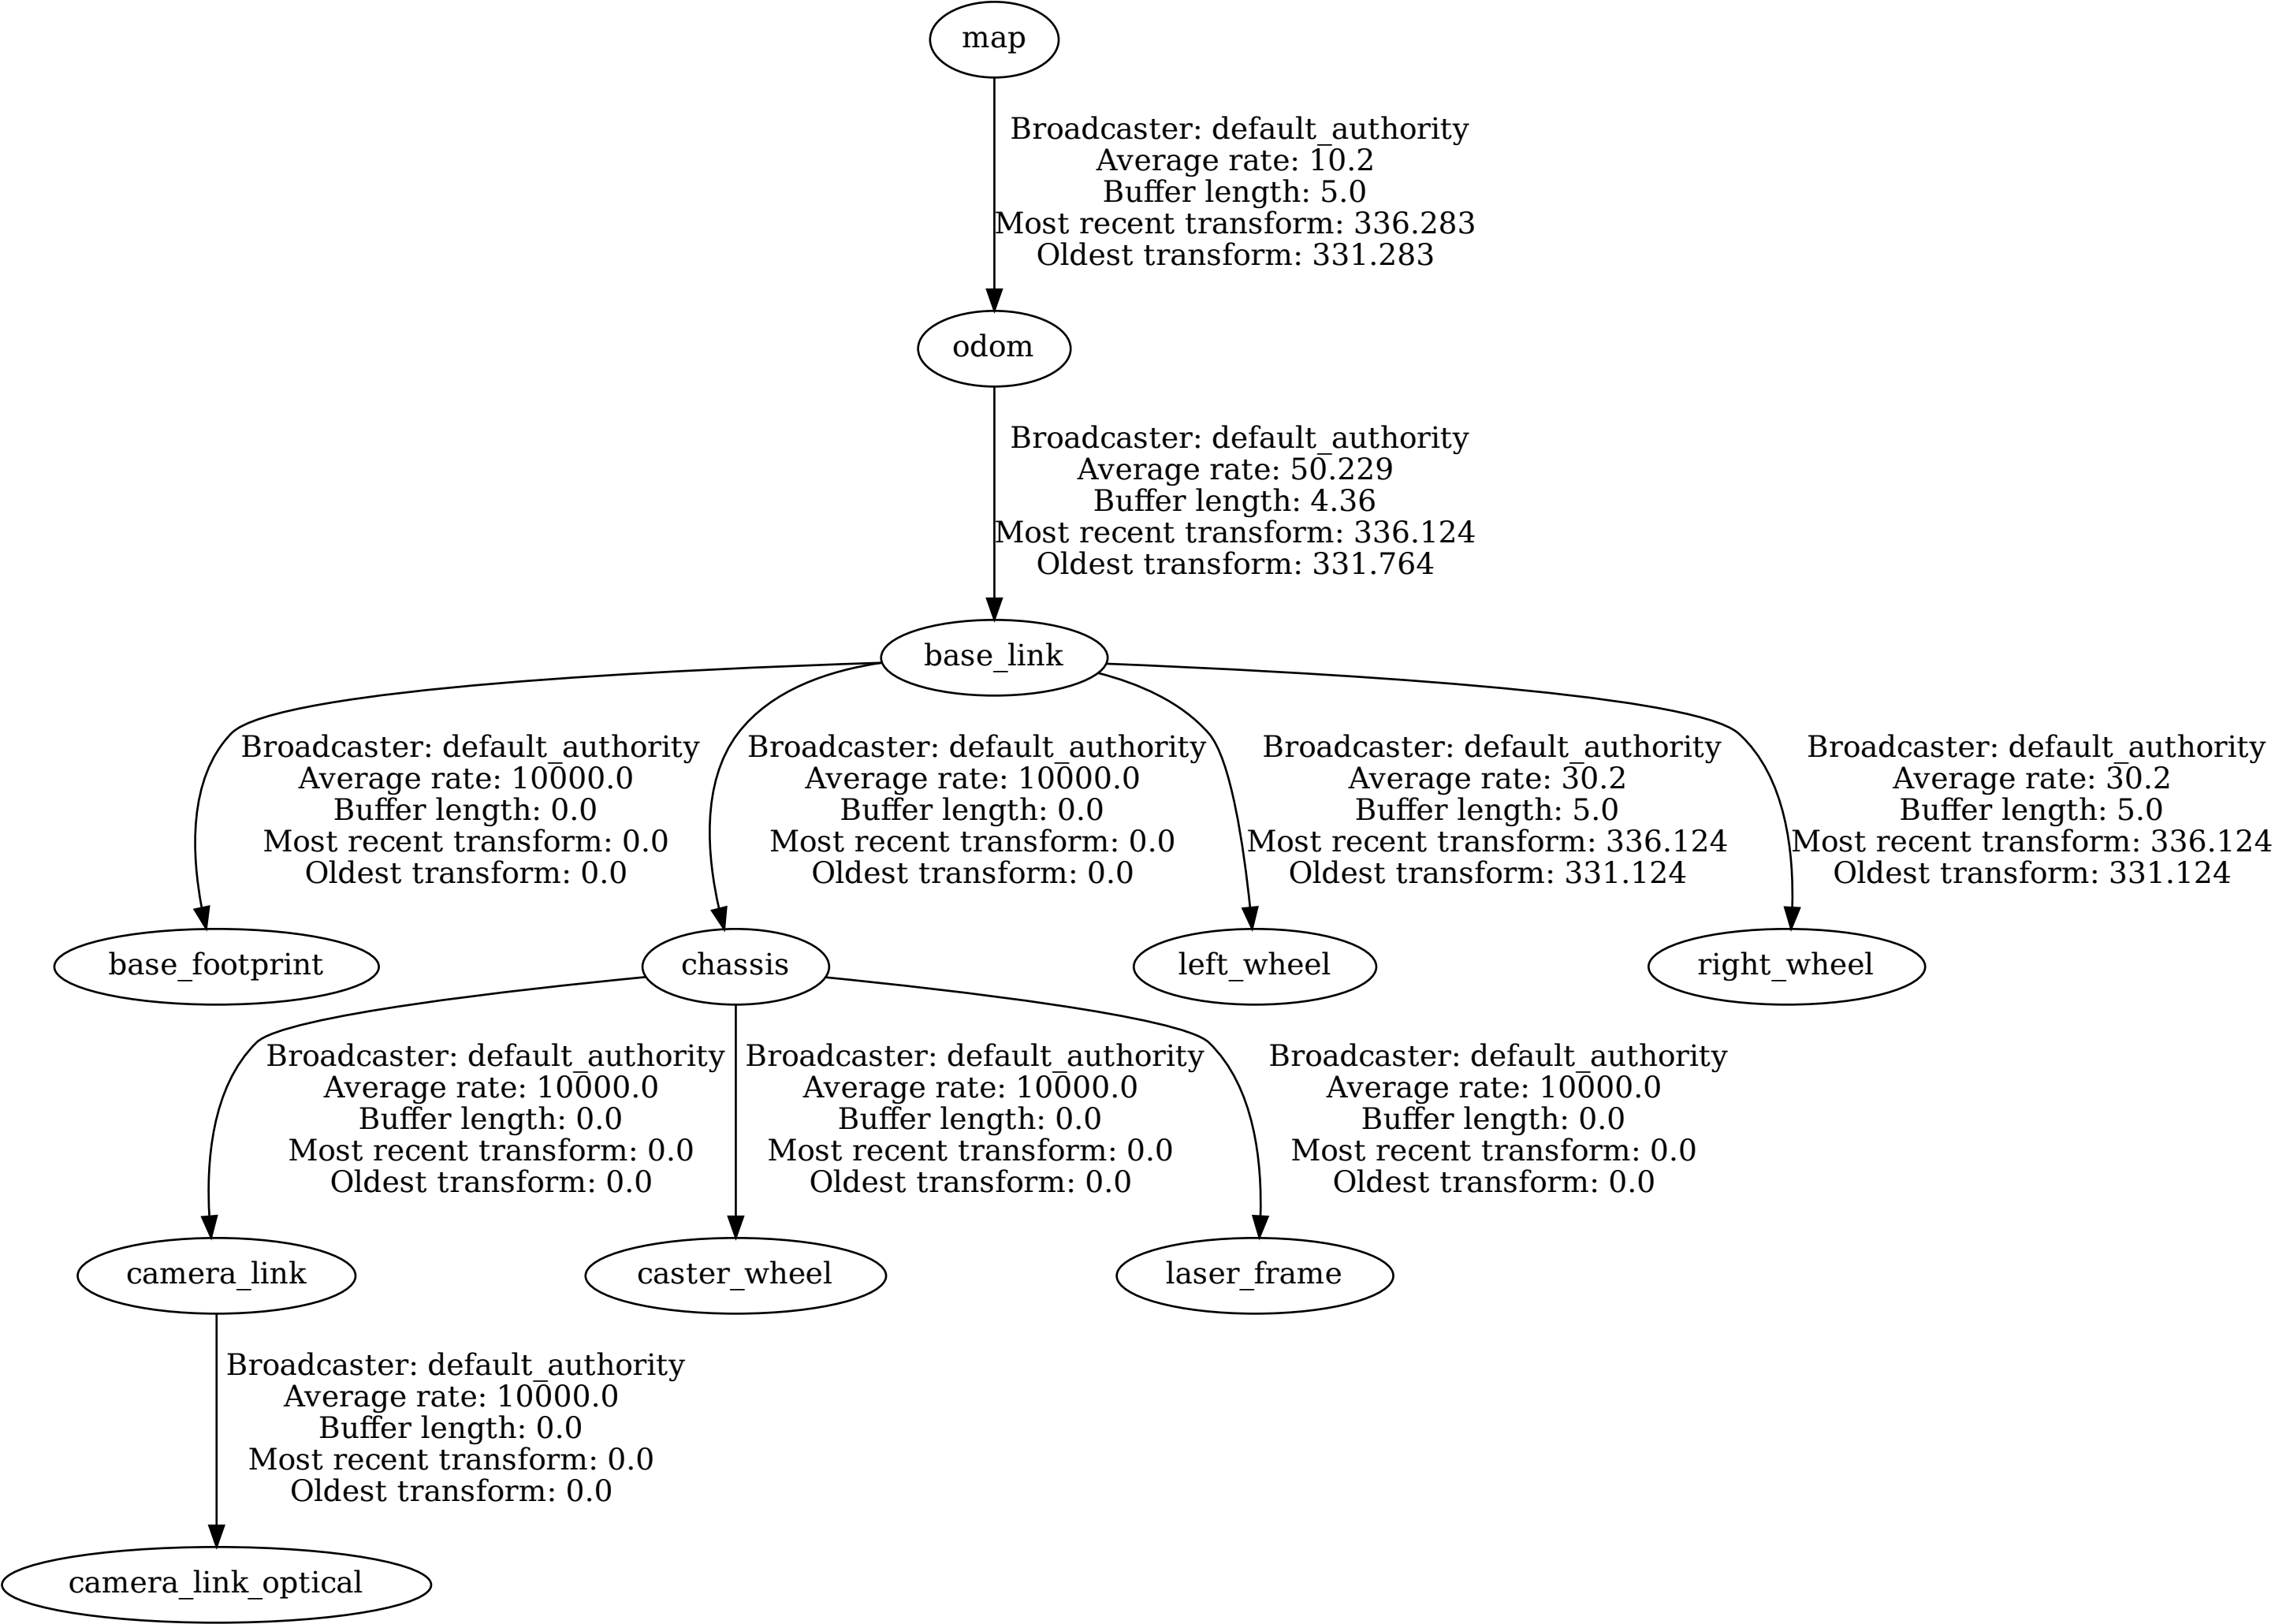 map
Broadcaster: default_authority
Average rate: 10.2
Buffer length: 5.0
Most recent transform: 336.283
Oldest transform: 331.283
odom
Broadcaster: default_authority
Average rate: 50.229
Buffer length: 4.36
Most recent transform: 336.124
Oldest transform: 331.764
base_link
Broadcaster: default_authority
Average rate: 10000.0
Buffer length: 0.0
Most recent transform: 0.0
Oldest transform: 0.0
Broadcaster: default_authority
Average rate: 10000.0
Buffer length: 0.0
Most recent transform: 0.0
Oldest transform: 0.0
Broadcaster: default_authority
Average rate: 30.2
Buffer length: 5.0
Most recent transform: 336.124
Oldest transform: 331.124
Broadcaster: default_authority
Average rate: 30.2
Buffer length: 5.0
Most recent transform: 336.124
Oldest transform: 331.124
base_footprint
chassis
left_wheel
right_wheel
Broadcaster: default_authority
Average rate: 10000.0
Buffer length: 0.0
Most recent transform: 0.0
Oldest transform: 0.0
Broadcaster: default_authority
Average rate: 10000.0
Buffer length: 0.0
Most recent transform: 0.0
Oldest transform: 0.0
Broadcaster: default_authority
Average rate: 10000.0
Buffer length: 0.0
Most recent transform: 0.0
Oldest transform: 0.0
camera_link
caster_wheel
laser_frame
Broadcaster: default_authority
Average rate: 10000.0
Buffer length: 0.0
Most recent transform: 0.0
Oldest transform: 0.0
camera_link_optical